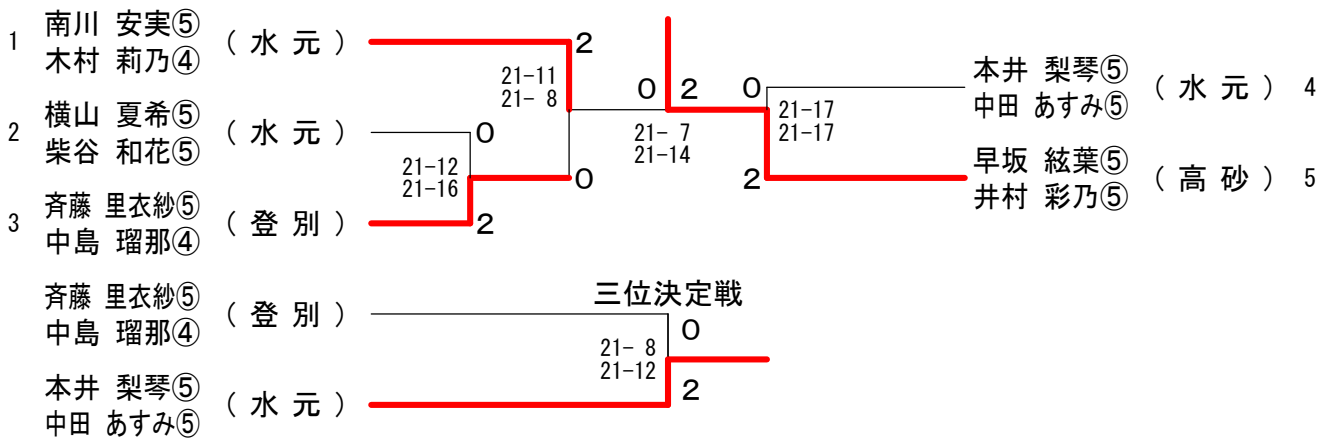 1 南川 安実⑤ (水元) 2
木村 莉乃④
21-11
21- 8
2 横山 夏希⑤ (水元) 0
柴谷 和花⑤
21-12
21-16
0
3 斉藤 里衣紗⑤ (登別) 2
中島 瑠那④
0 2
21- 7
21-14
0 本井 梨琴⑤ (水元) 4
中田 あすみ⑤
21-17
21-17
2 早坂 絃葉⑤ (高砂) 5
井村 彩乃⑤
三位決定戦
斉藤 里衣紗⑤ (登別) 0
中島 瑠那④
21- 8
21-12
本井 梨琴⑤ (水元) 2
中田 あすみ⑤